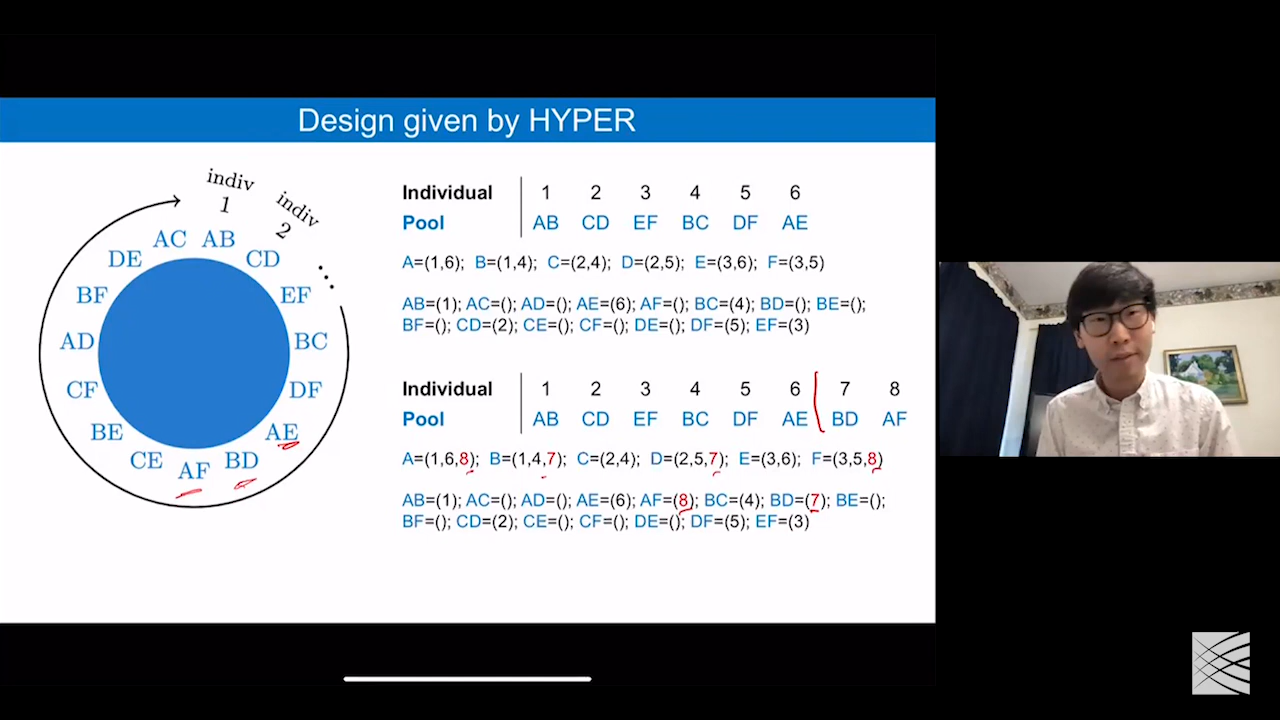 Design given by HYPER
indiv
1
indiv
2
...
AC AB
DE CD
BF EF
AD BC
CF DF
BE AE
CE AF BD
Individual 1 2 3 4 5 6
Pool AB CD EF BC DF AE
A=(1,6); B=(1,4); C=(2,4); D=(2,5); E=(3,6); F=(3,5)
AB=(1); AC=(); AD=(); AE=(6); AF=(); BC=(4); BD=(); BE=();
BF=(); CD=(2); CE=(); CF=(); DE=(); DF=(5); EF=(3)
Individual 1 2 3 4 5 6 7 8
Pool AB CD EF BC DF AE BD AF
A=(1,6,8); B=(1,4,7); C=(2,4); D=(2,5,7); E=(3,6); F=(3,5,8)
AB=(1); AC=(); AD=(); AE=(6); AF=(8); BC=(4); BD=(7); BE=();
BF=(); CD=(2); CE=(); CF=(); DE=(); DF=(5); EF=(3)